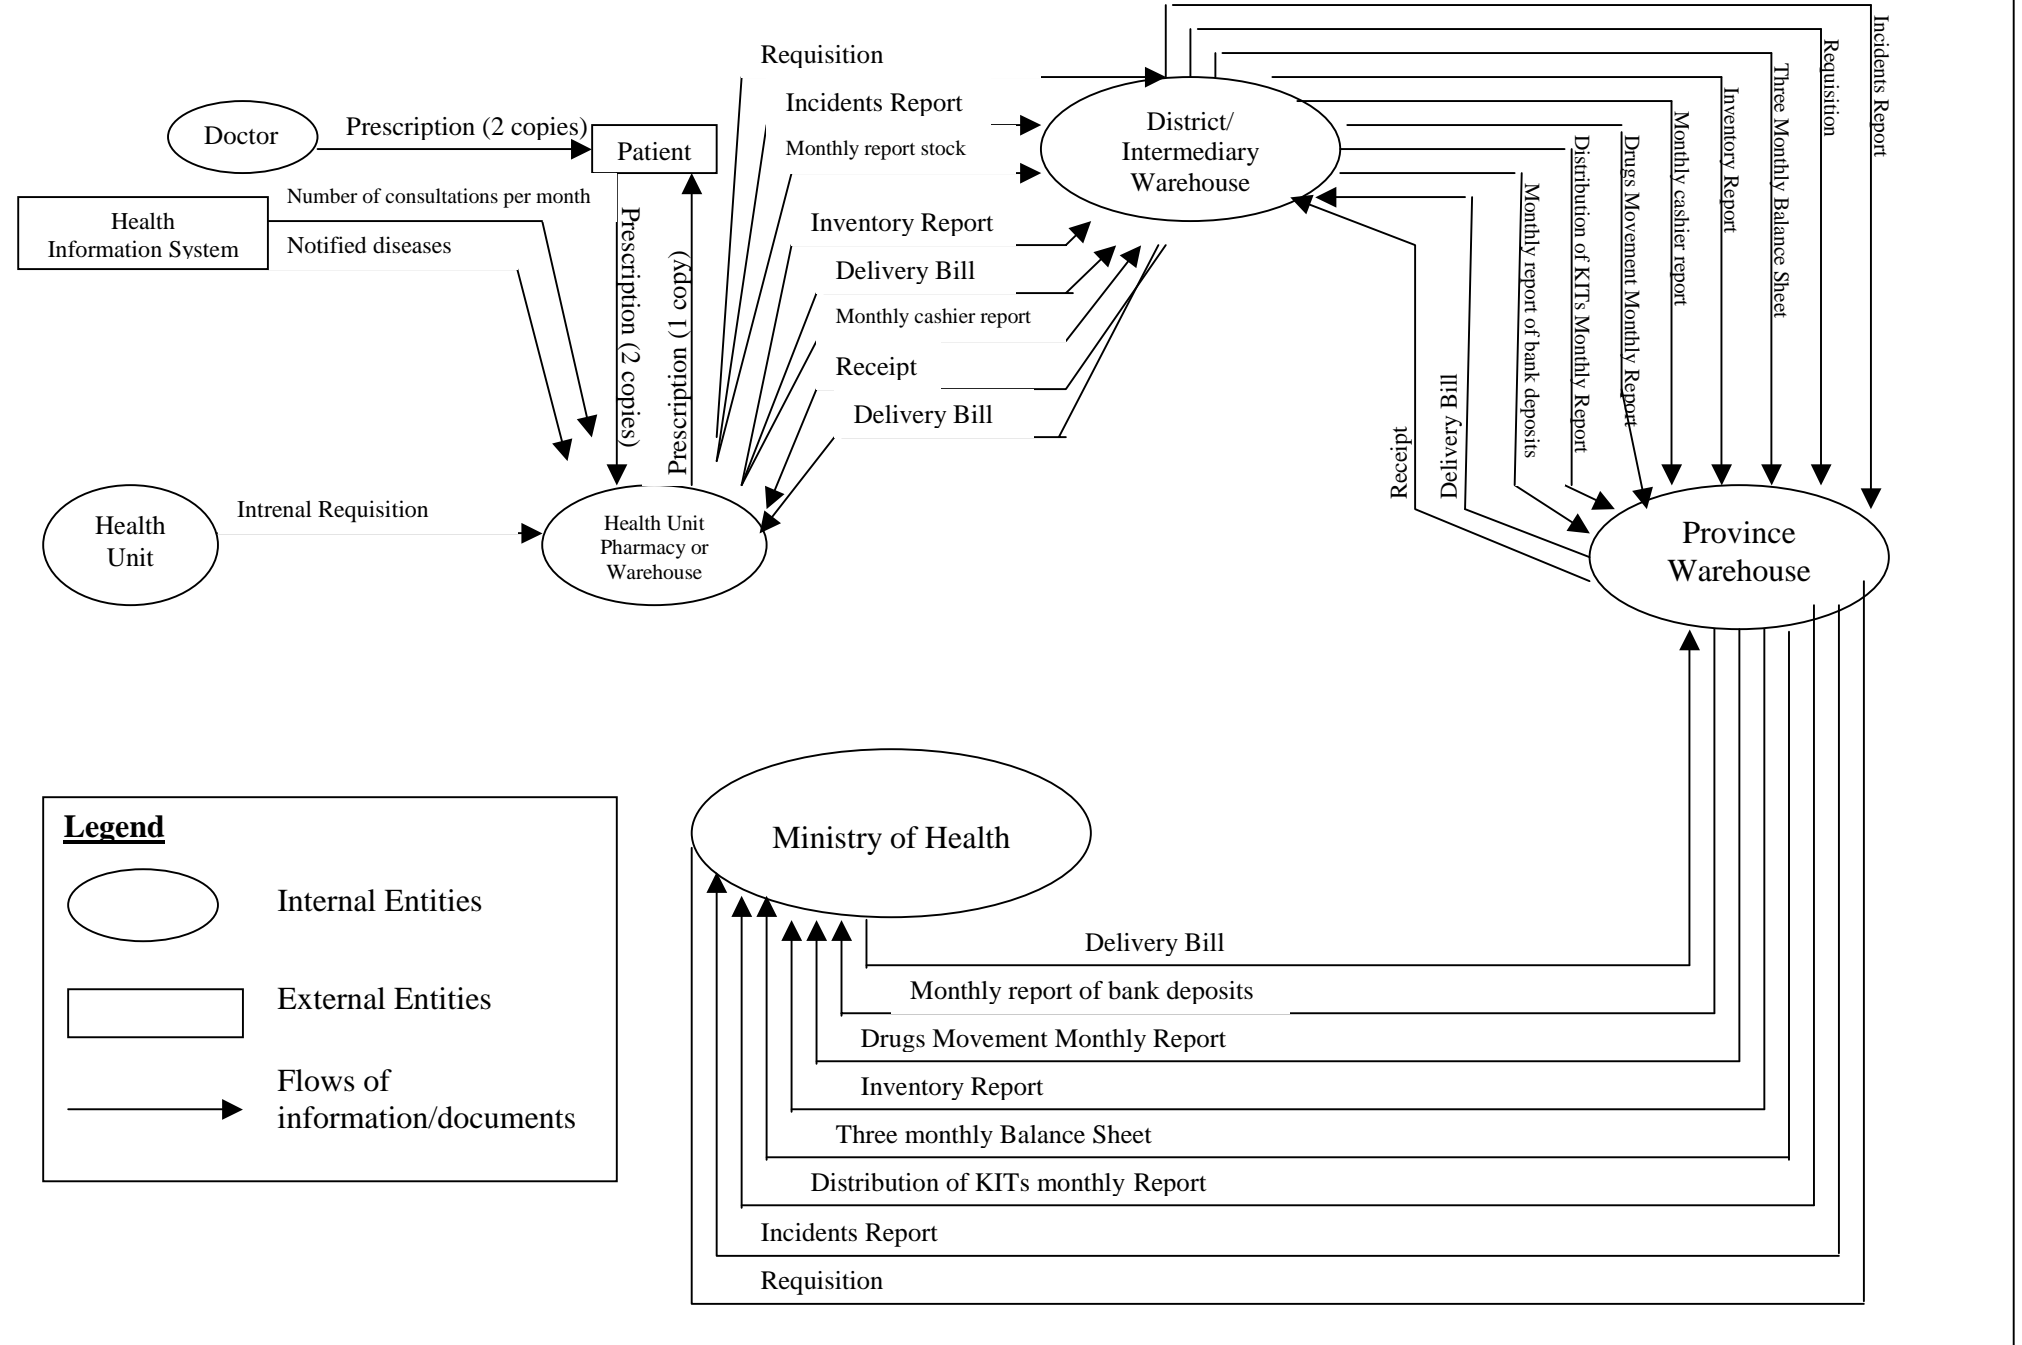 Requisition
Incidents Report
Monthly report stock
Inventory Report
Delivery Bill
Monthly cashier report
Receipt
Delivery Bill
Doctor
Prescription (2 copies)
Patient
Health
Information System
Number of consultations per month
Notified diseases
Prescription (2 copies)
Prescription (1 copy)
Health
Unit
Intrenal Requisition
Health Unit
Pharmacy or
Warehouse
District/
Intermediary
Warehouse
Receipt
Delivery Bill
Monthly report of bank deposits
Distribution of KITs Monthly Report
Drugs Movement Monthly Report
Monthly cashier report
Inventory Report
Three Monthly Balance Sheet
Requisition
Incidents Report
Province
Warehouse
Ministry of Health
Delivery Bill
Monthly report of bank deposits
Drugs Movement Monthly Report
Inventory Report
Three monthly Balance Sheet
Distribution of KITs monthly Report
Incidents Report
Requisition
Legend
Internal Entities
External Entities
Flows of
information/documents